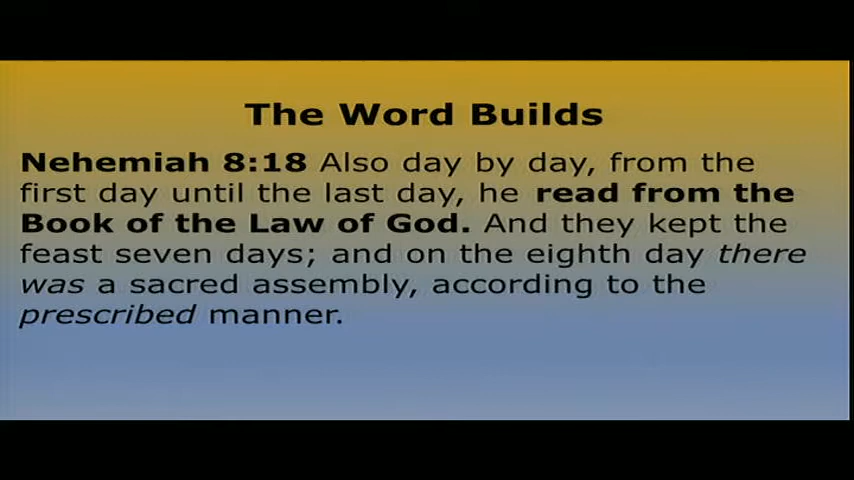 The Word Builds
Nehemiah 8:18 Also day by day, from the
first day until the last day, he read from the
Book of the Law of God. And they kept the
feast seven days; and on the eighth day there
was a sacred assembly, according to the
prescribed manner.